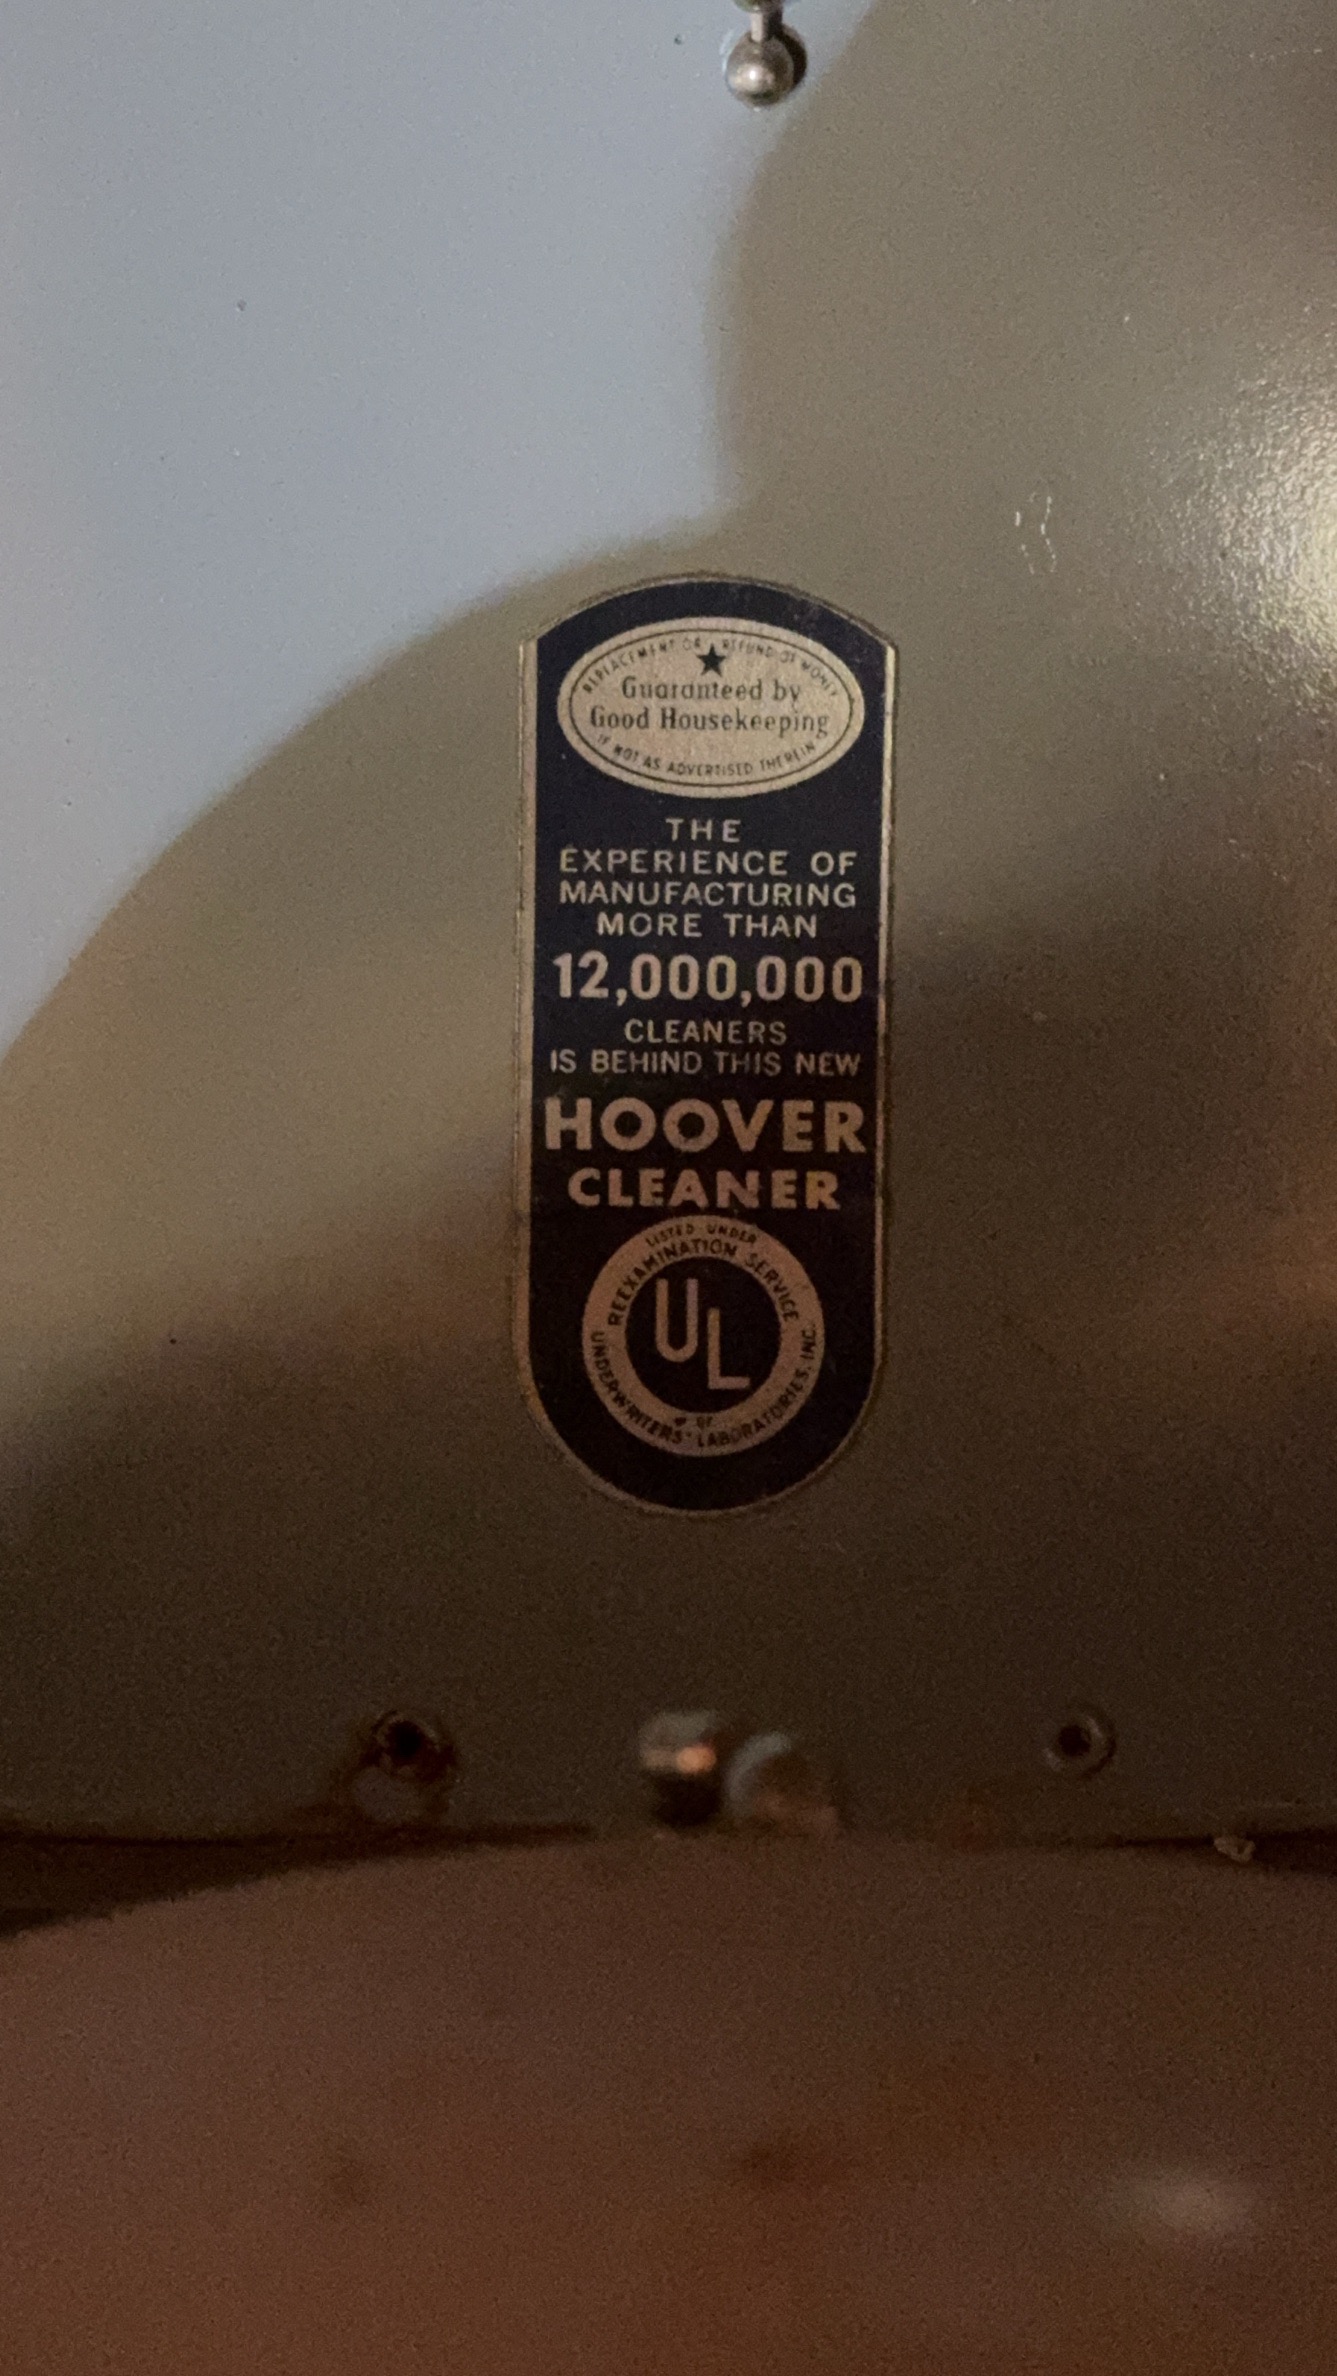 REPLACEMENT OR REFUND OF MONEY
Guaranteed by
Good Housekeeping
IF NOT AS ADVERTISED THEREIN
THE
EXPERIENCE OF
MANUFACTURING
MORE THAN
12,000,000
CLEANERS
IS BEHIND THIS NEW
HOOVER
CLEANER
LISTED UNDER
REEXAMINATION SERVICE
UL
OF
UNDERWRITERS' LABORATORIES, INC.